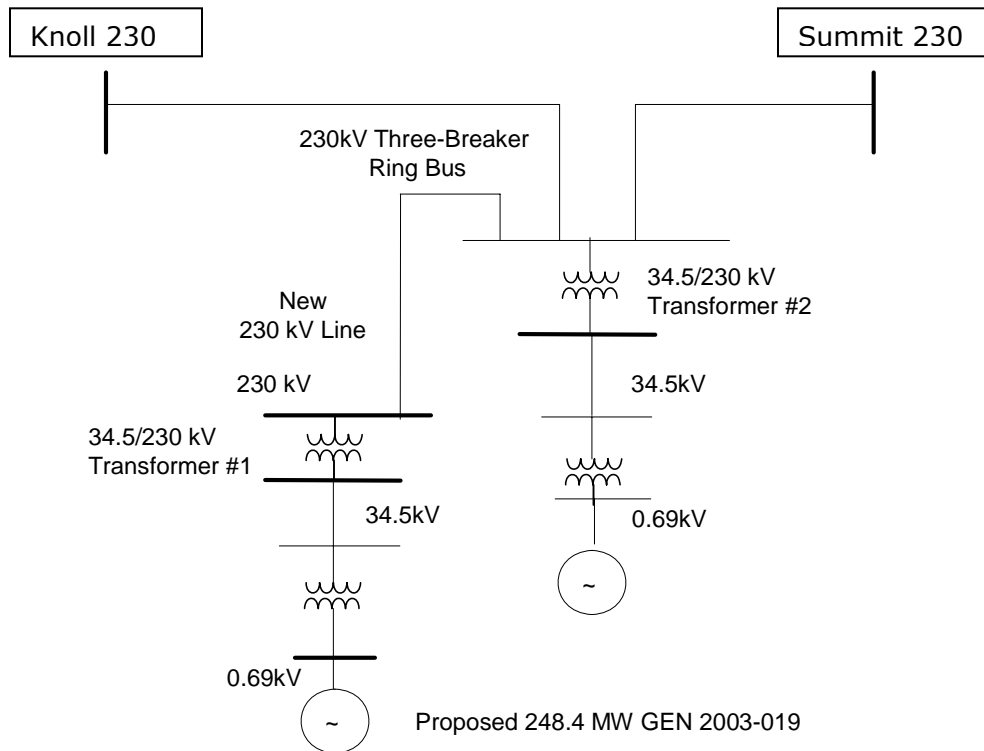 Knoll 230
Summit 230
230kV Three-Breaker
Ring Bus
34.5/230 kV
Transformer #2
New
230 kV Line
230 kV
34.5kV
34.5/230 kV
Transformer #1
34.5kV
0.69kV
~
0.69kV
~
Proposed 248.4 MW GEN 2003-019